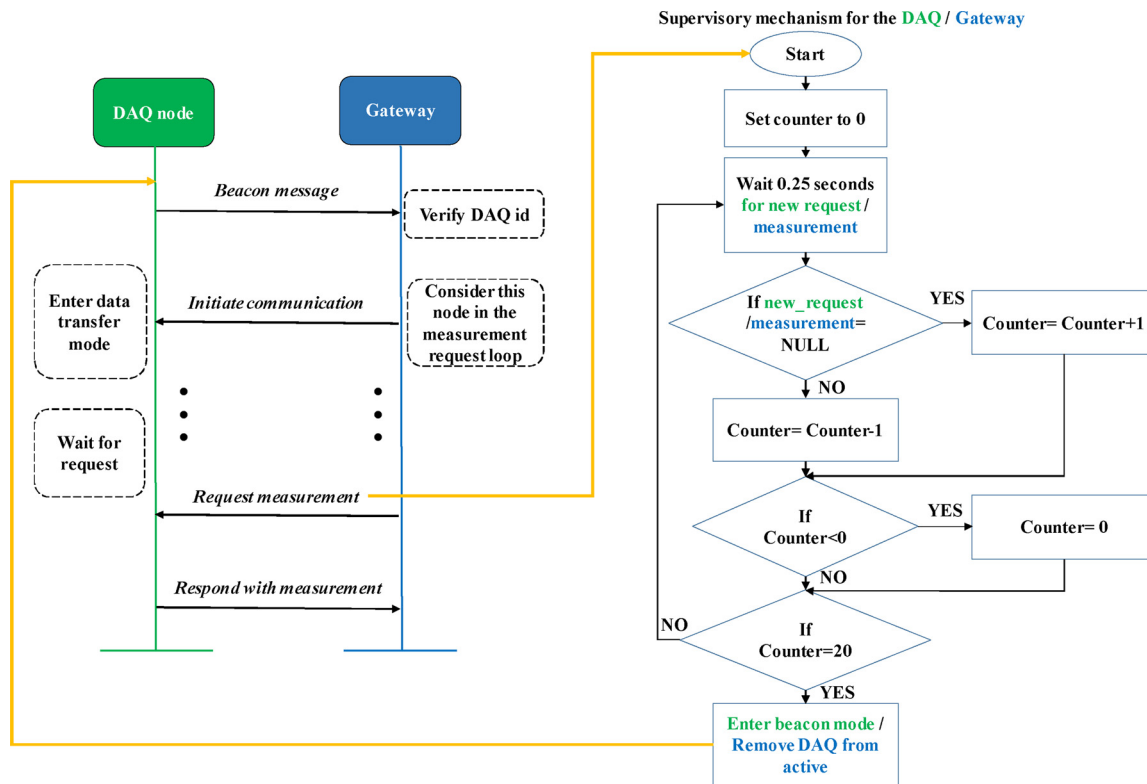 Supervisory mechanism for the DAQ / Gateway
Start
DAQ node
Gateway
Set counter to 0
Beacon message
Verify DAQ id
Wait 0.25 seconds
for new request /
measurement
Enter data
transfer
mode
Initiate communication
Consider this
node in the
measurement
request loop
If new_request
/measurement=
NULL
YES
Counter= Counter+1
NO
Counter= Counter-1
Wait for
request
Request measurement
If
Counter<0
YES
Counter= 0
NO
Respond with measurement
If
Counter=20
NO
YES
Enter beacon mode /
Remove DAQ from
active